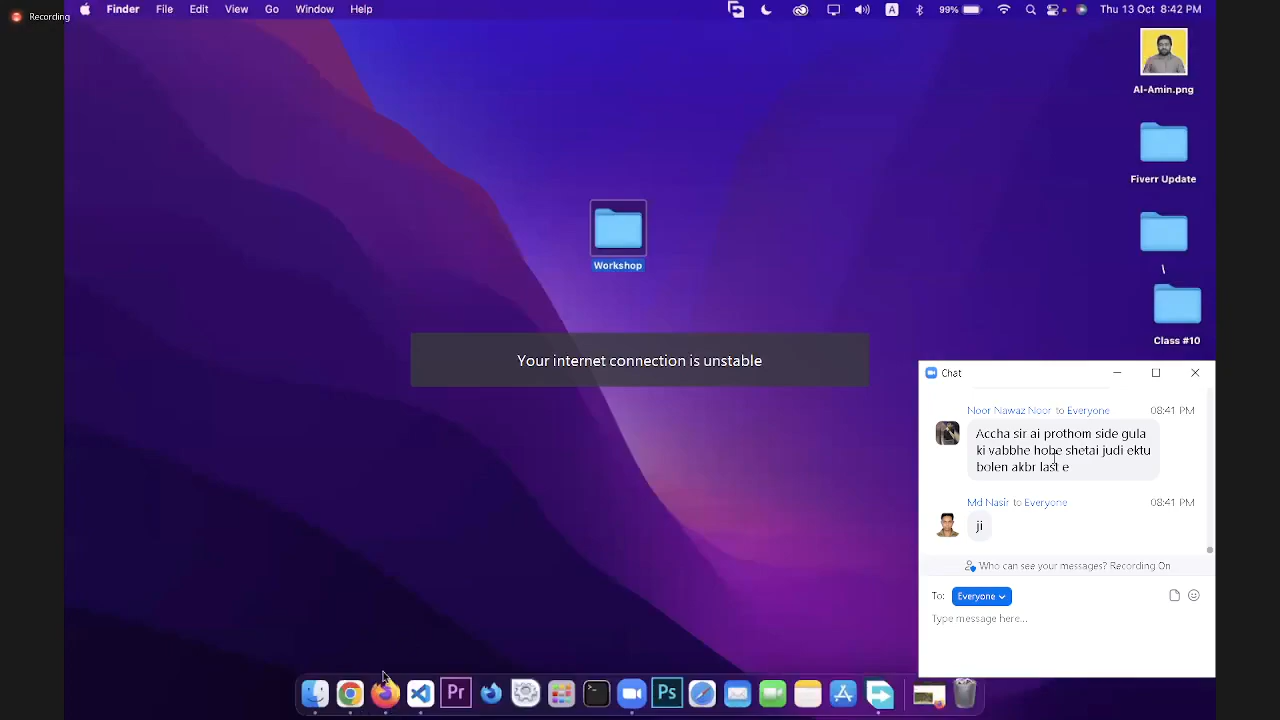 Recording
Finder File Edit View Go Window Help
A 99% Thu 13 Oct 8:42 PM
Al-Amin.png
Fiverr Update
\
Class #10
Workshop
Your internet connection is unstable
Chat
Noor Nawaz Noor to Everyone 08:41 PM
Accha sir ai prothom side gula
ki vabbhe hobe shetai judi ektu
bolen akbr last e
Md Nasir to Everyone 08:41 PM
ji
Who can see your messages? Recording On
To: Everyone
Type message here...
Pr
Ps